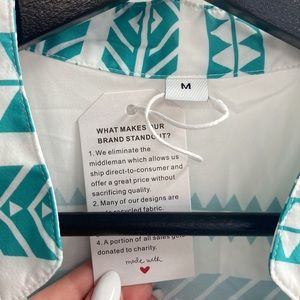 M
WHAT MAKES OUR
BRAND STANDOUT?
1. We eliminate the
middleman which allows us
ship direct-to-consumer and
offer a great price without
sacrificing quality.
2. Many of our designs are
recycled fabric.
4. A portion of all sales gets
donated to charity.
made with